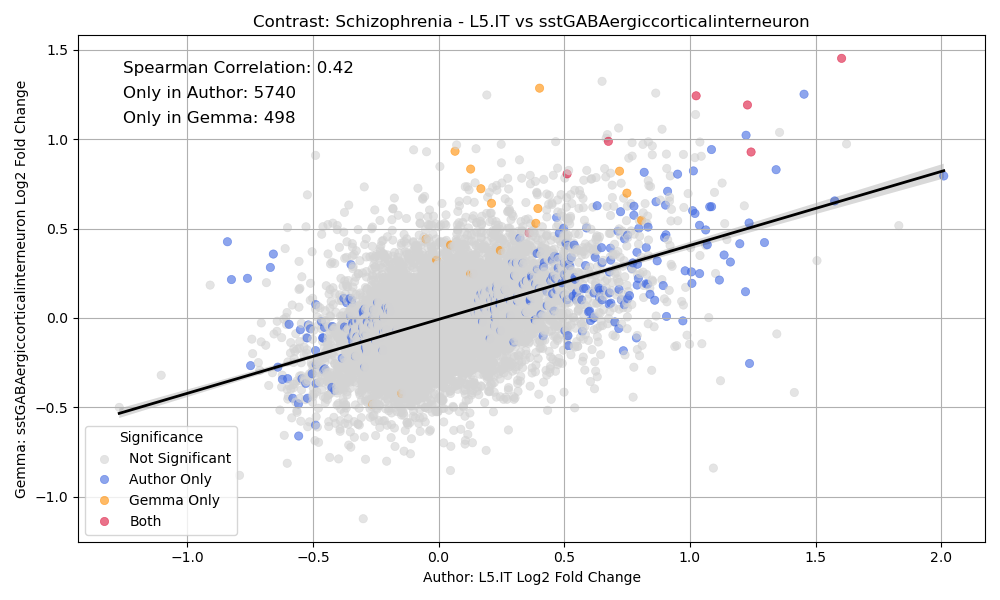 Contrast: Schizophrenia - L5.IT vs sstGABAergiccorticalinterneuron
Spearman Correlation: 0.42
Only in Author: 5740
Only in Gemma: 498
Gemma: sstGABAergiccorticalinterneuron Log2 Fold Change
1.5
1.0
0.5
0.0
−0.5
−1.0
Significance
Not Significant
Author Only
Gemma Only
Both
−1.0 −0.5 0.0 0.5 1.0 1.5 2.0
Author: L5.IT Log2 Fold Change